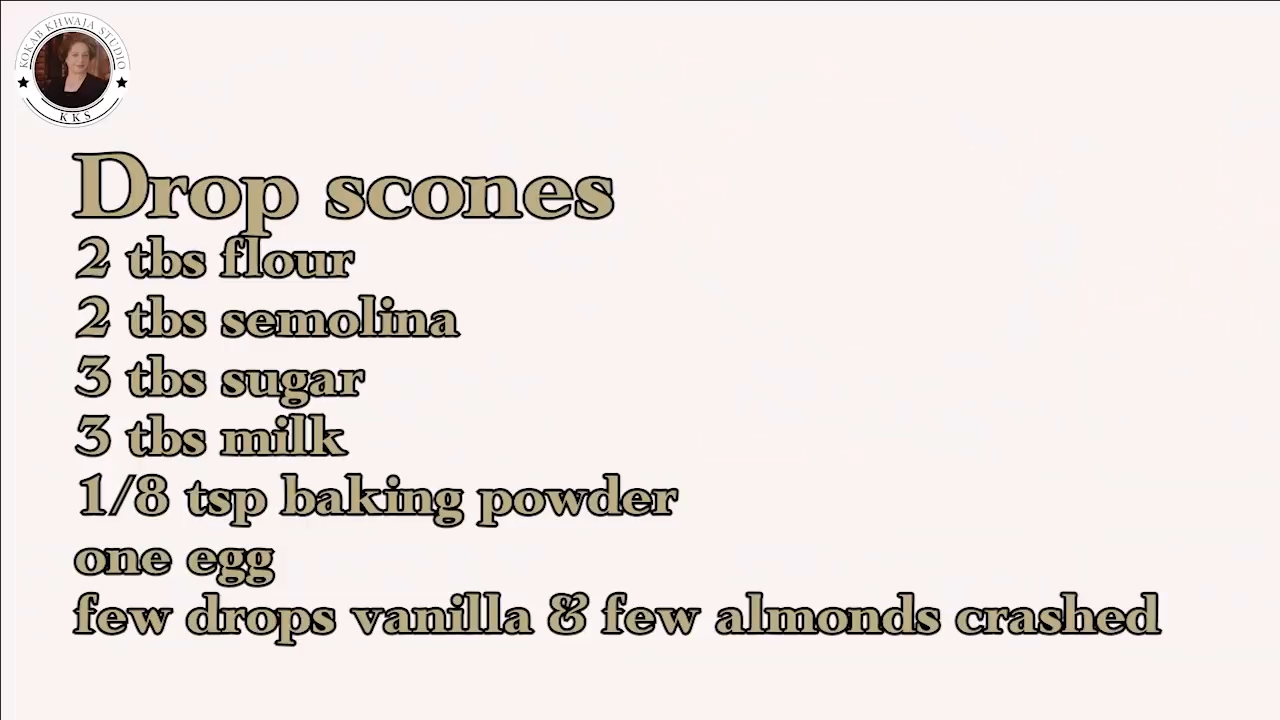 KOKAB KHWAJA STUDIO
KKS
Drop scones
2 tbs flour
2 tbs semolina
3 tbs sugar
3 tbs milk
1/8 tsp baking powder
one egg
few drops vanilla & few almonds crashed